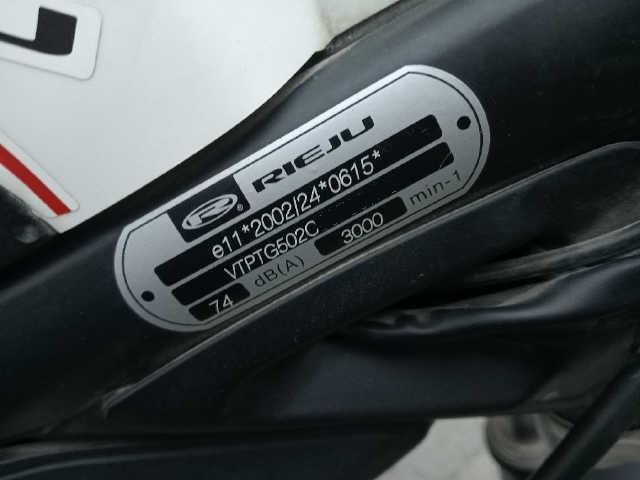 R® RIEJU
e11*2002/24*0615*
VTPTG502C
74 dB(A) 3000 min-1